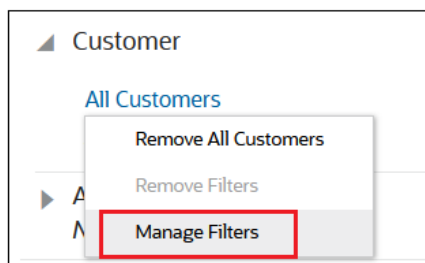 Customer
All Customers
Remove All Customers
Remove Filters
A
N
Manage Filters